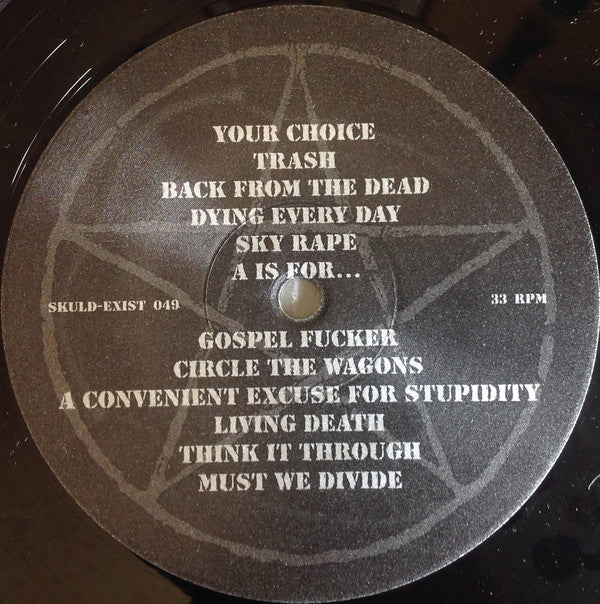 YOUR CHOICE
TRASH
BACK FROM THE DEAD
DYING EVERY DAY
SKY RAPE
A IS FOR...
SKULD-EXIST 049
33 RPM
GOSPEL FUCKER
CIRCLE THE WAGONS
A CONVENIENT EXCUSE FOR STUPIDITY
LIVING DEATH
THINK IT THROUGH
MUST WE DIVIDE